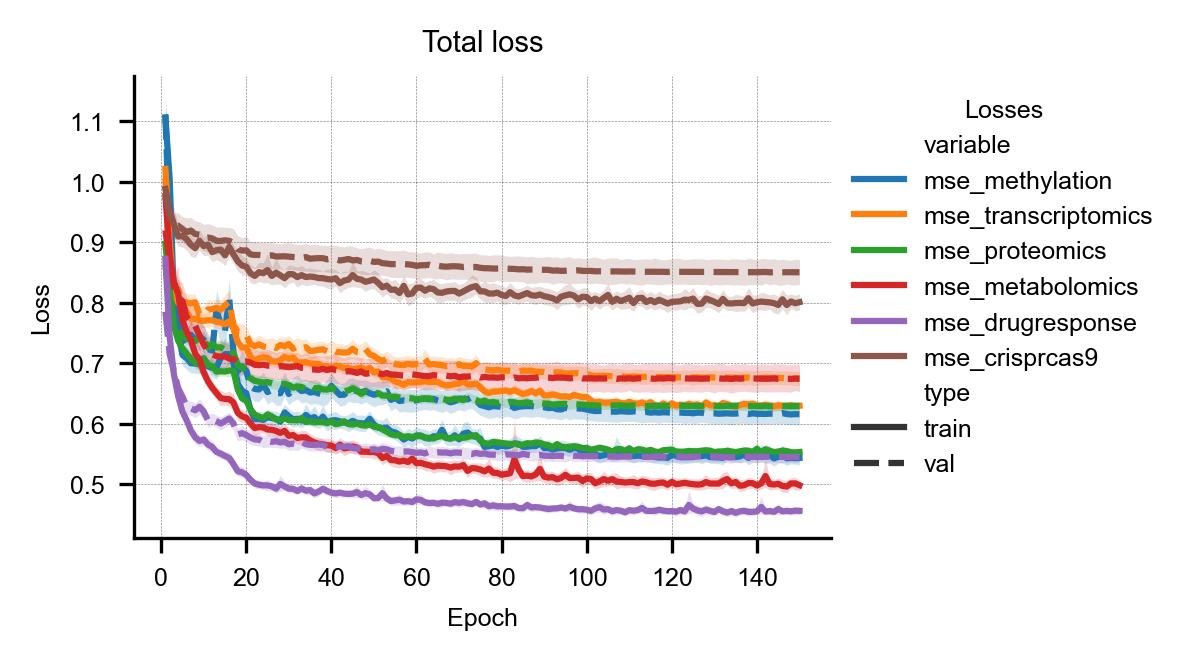 Total loss
Loss
1.1
1.0
0.9
0.8
0.7
0.6
0.5
0 20 40 60 80 100 120 140
Epoch
Losses
variable
mse_methylation
mse_transcriptomics
mse_proteomics
mse_metabolomics
mse_drugresponse
mse_crisprcas9
type
train
val